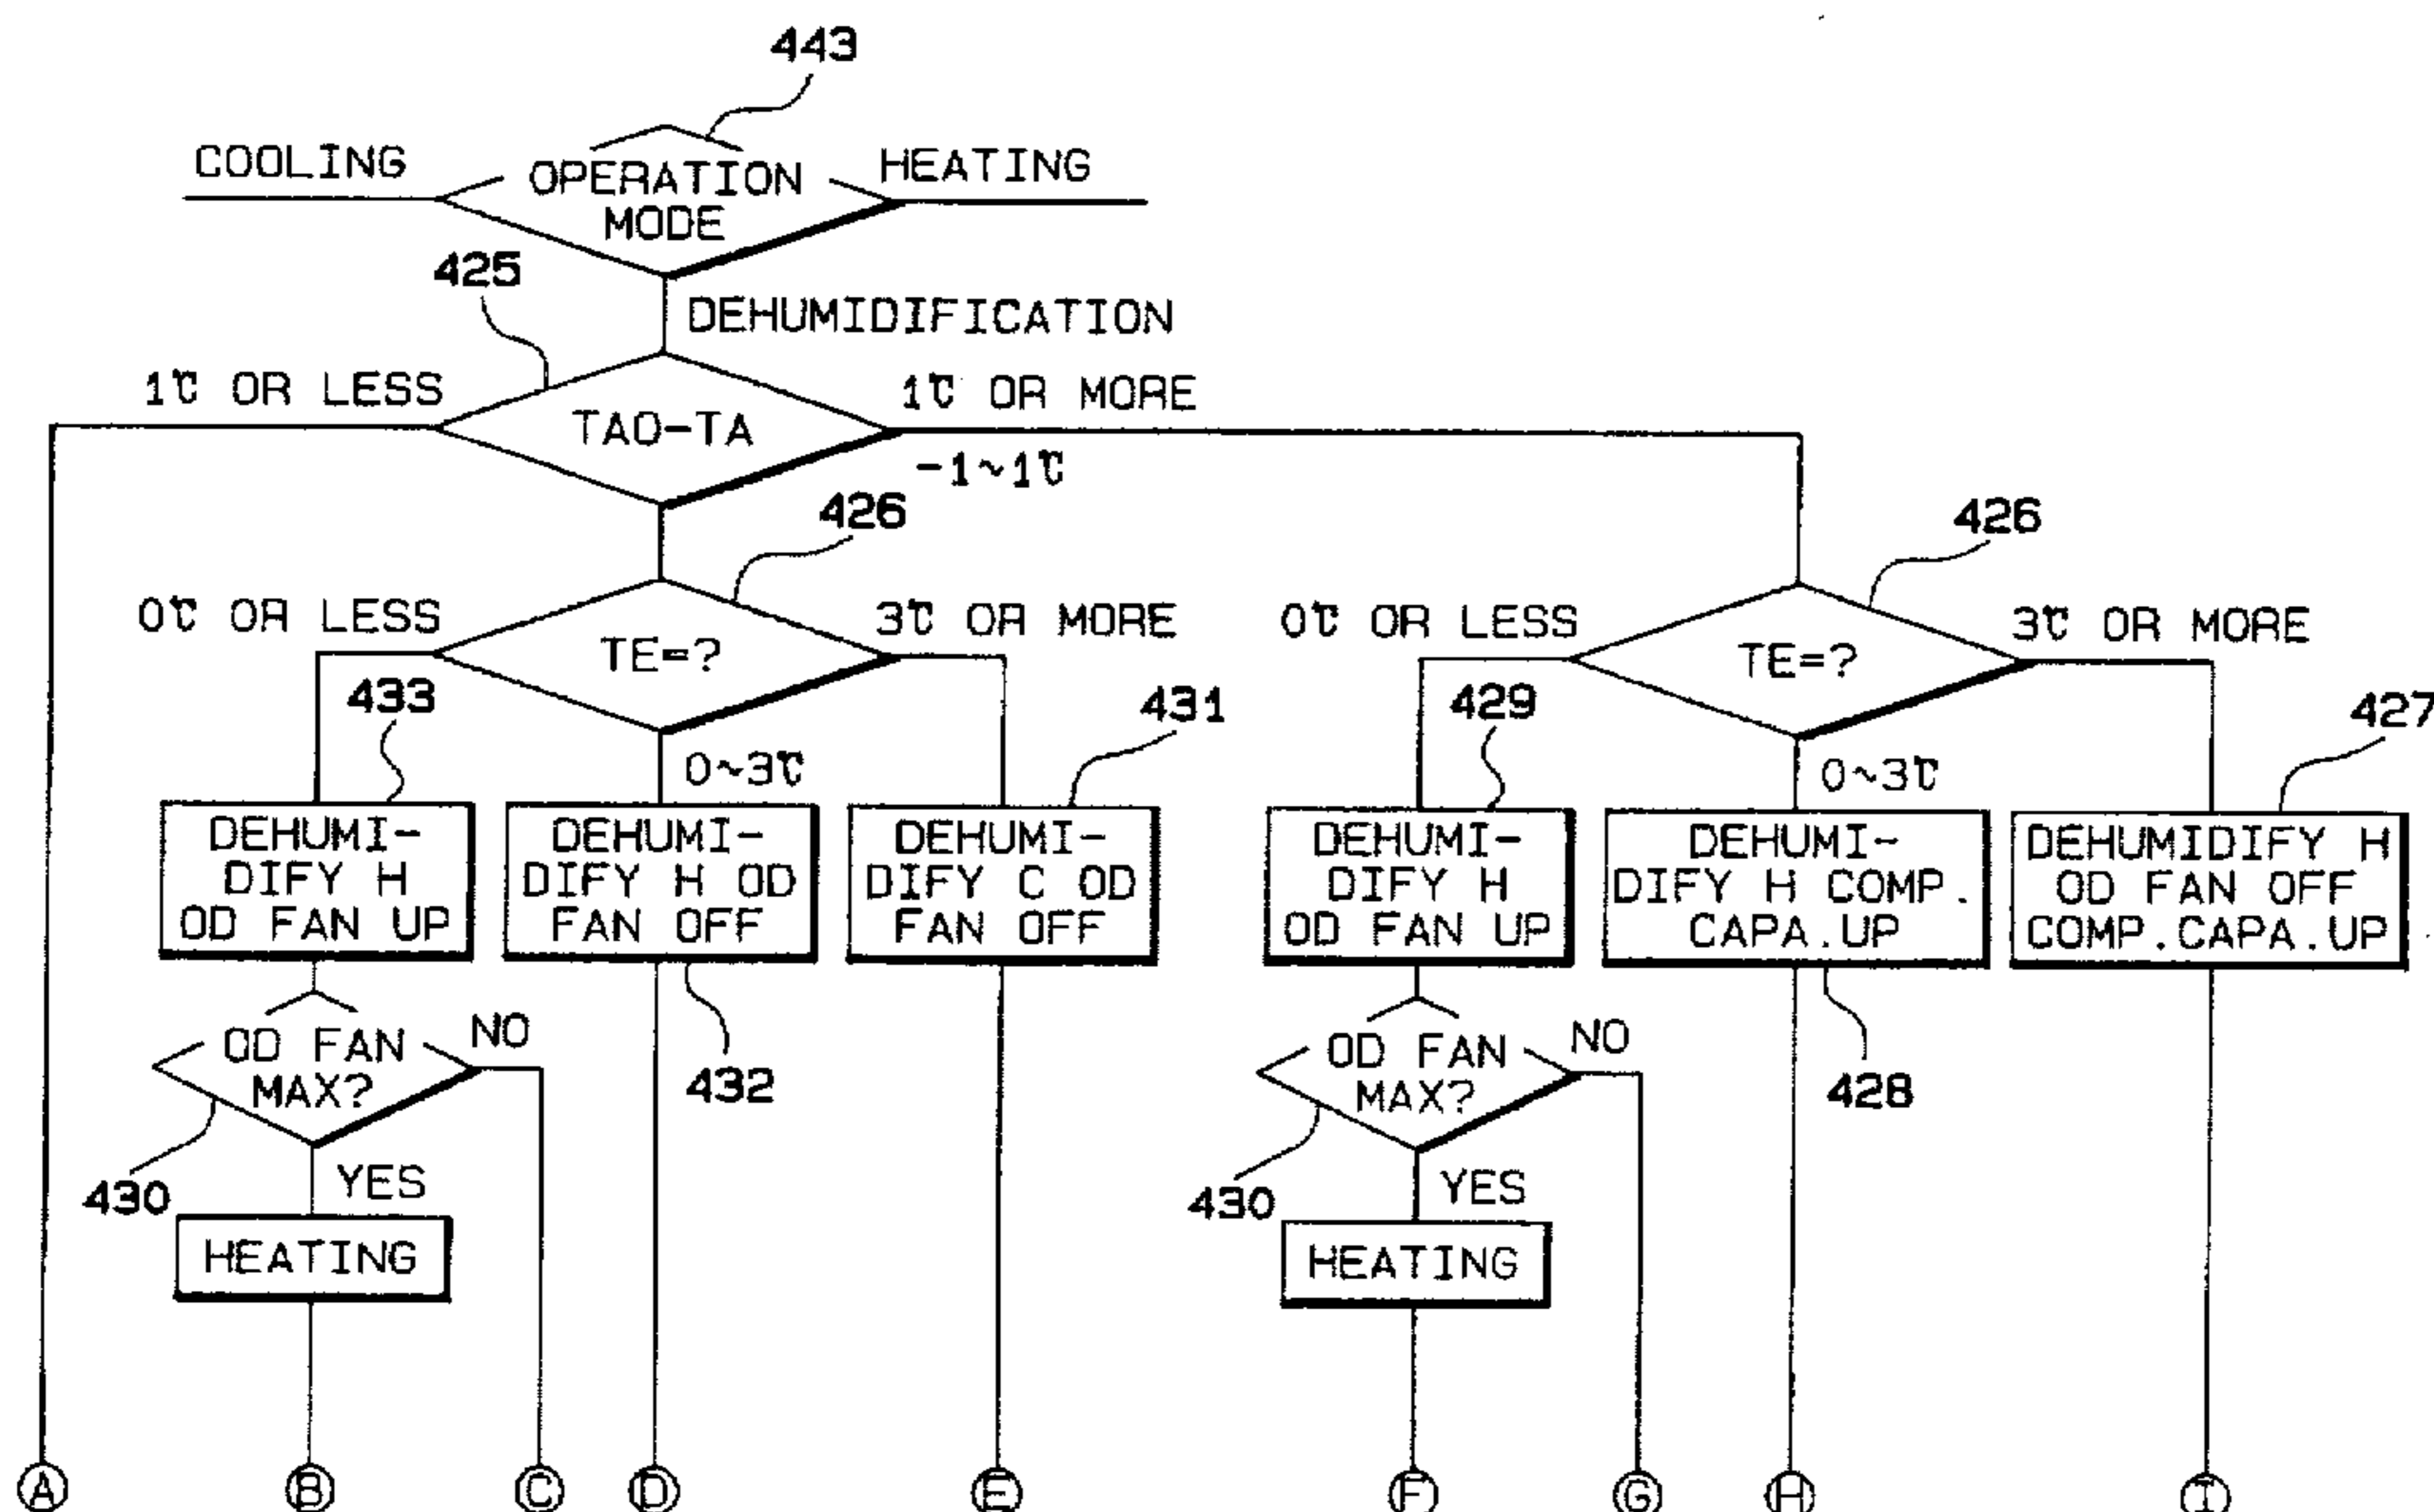 443
COOLING
OPERATION
MODE
HEATING
425
DEHUMIDIFICATION
1℃ OR LESS
TAO-TA
1℃ OR MORE
-1~1℃
426
426
0℃ OR LESS
TE=?
3℃ OR MORE
0℃ OR LESS
TE=?
3℃ OR MORE
433
431
429
427
0~3℃
0~3℃
DEHUMI-
DIFY H
OD FAN UP
DEHUMI-
DIFY H OD
FAN OFF
DEHUMI-
DIFY C OD
FAN OFF
DEHUMI-
DIFY H
OD FAN UP
DEHUMI-
DIFY H COMP.
CAPA.UP
DEHUMIDIFY H
OD FAN OFF
COMP.CAPA.UP
OD FAN
MAX?
NO
432
OD FAN
MAX?
NO
428
430
YES
430
YES
HEATING
HEATING
A
B
C
D
E
F
G
H
I